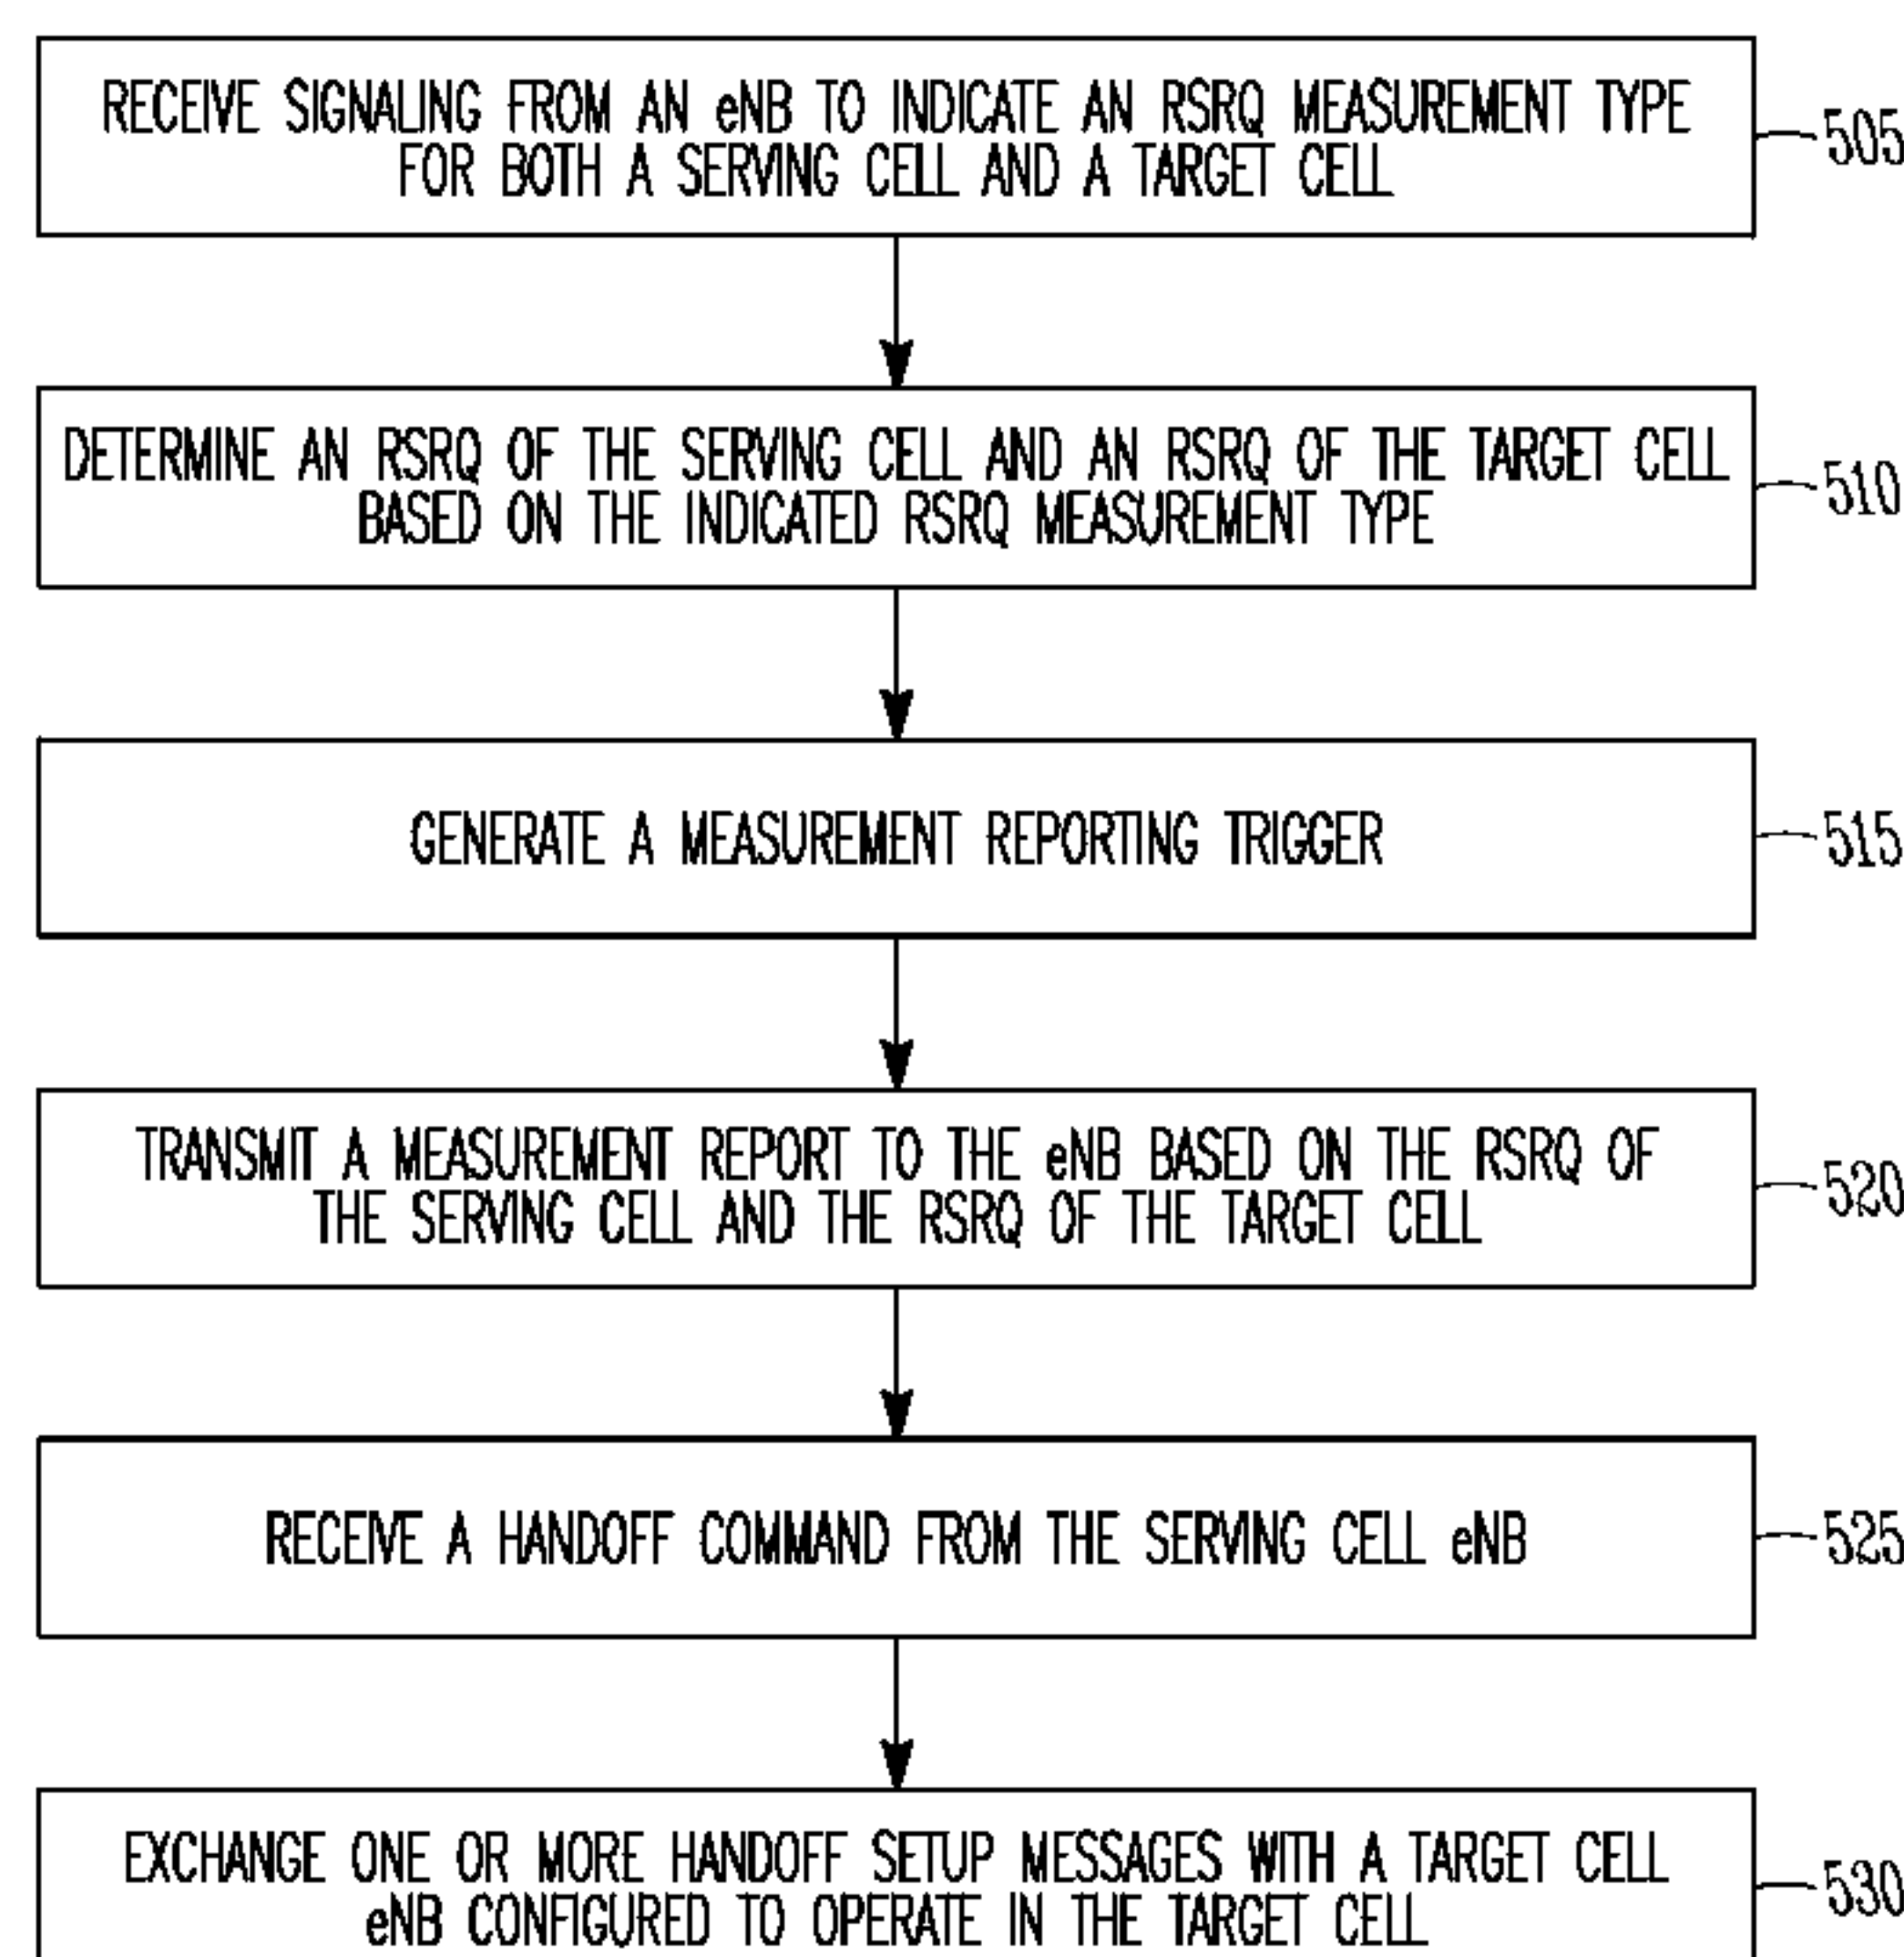 RECEIVE SIGNALING FROM AN eNB TO INDICATE AN RSRQ MEASUREMENT TYPE
FOR BOTH A SERVING CELL AND A TARGET CELL
505
DETERMINE AN RSRQ OF THE SERVING CELL AND AN RSRQ OF THE TARGET CELL
BASED ON THE INDICATED RSRQ MEASUREMENT TYPE
510
GENERATE A MEASUREMENT REPORTING TRIGGER
515
TRANSMIT A MEASUREMENT REPORT TO THE eNB BASED ON THE RSRQ OF
THE SERVING CELL AND THE RSRQ OF THE TARGET CELL
520
RECEIVE A HANDOFF COMMAND FROM THE SERVING CELL eNB
525
EXCHANGE ONE OR MORE HANDOFF SETUP MESSAGES WITH A TARGET CELL
eNB CONFIGURED TO OPERATE IN THE TARGET CELL
530